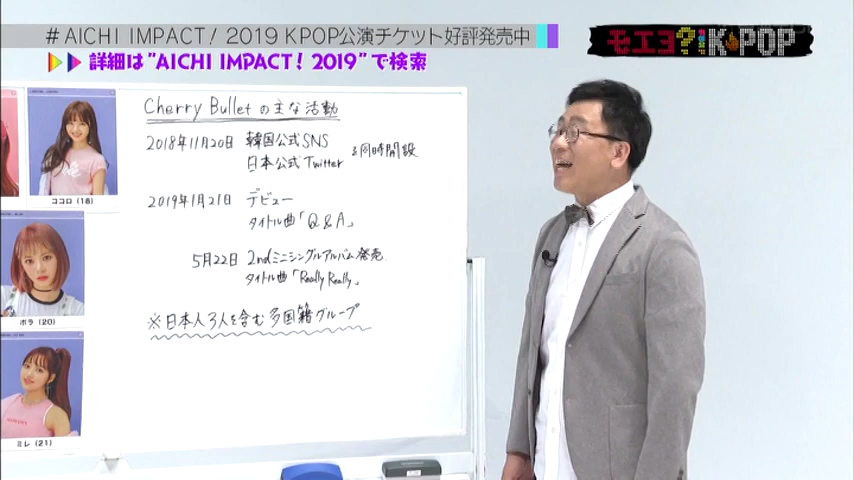 #AICHI IMPACT! 2019 KPOP公演チケット好評発売中
詳細は"AICHI IMPACT! 2019"で検索
モエヨ?!K-POP
Cherry Bulletの主な活動
2018年11月20日 韓国公式SNS
日本公式Twitter を同時開設
2019年1月21日 デビュー
タイトル曲「Q&A」
5月22日 2ndミニシングルアルバム発売
タイトル曲「Really Really」
※日本人3人を含む多国籍グループ
ココロ (18)
ボラ (20)
ミレ (21)